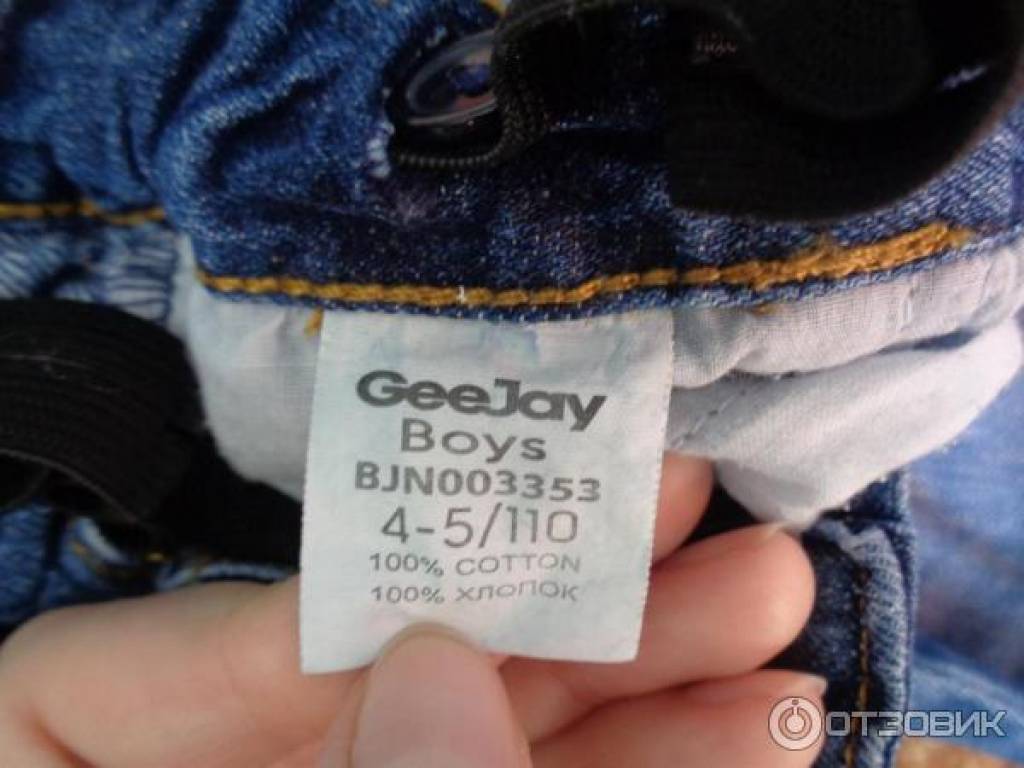 GeeJay
Boys
BJN003353
4-5/110
100% COTTON
100% ХЛОПОК
ОТЗОВИК